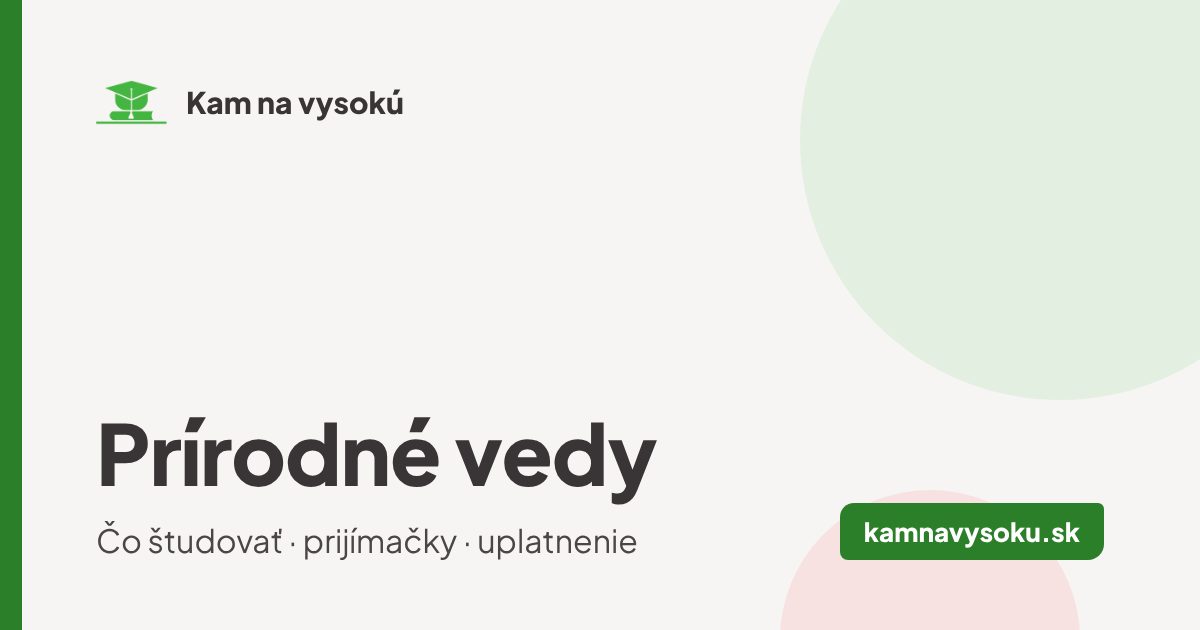 Kam na vysokú
Prírodné vedy
Čo študovať · prijímačky · uplatnenie
kamnavysoku.sk